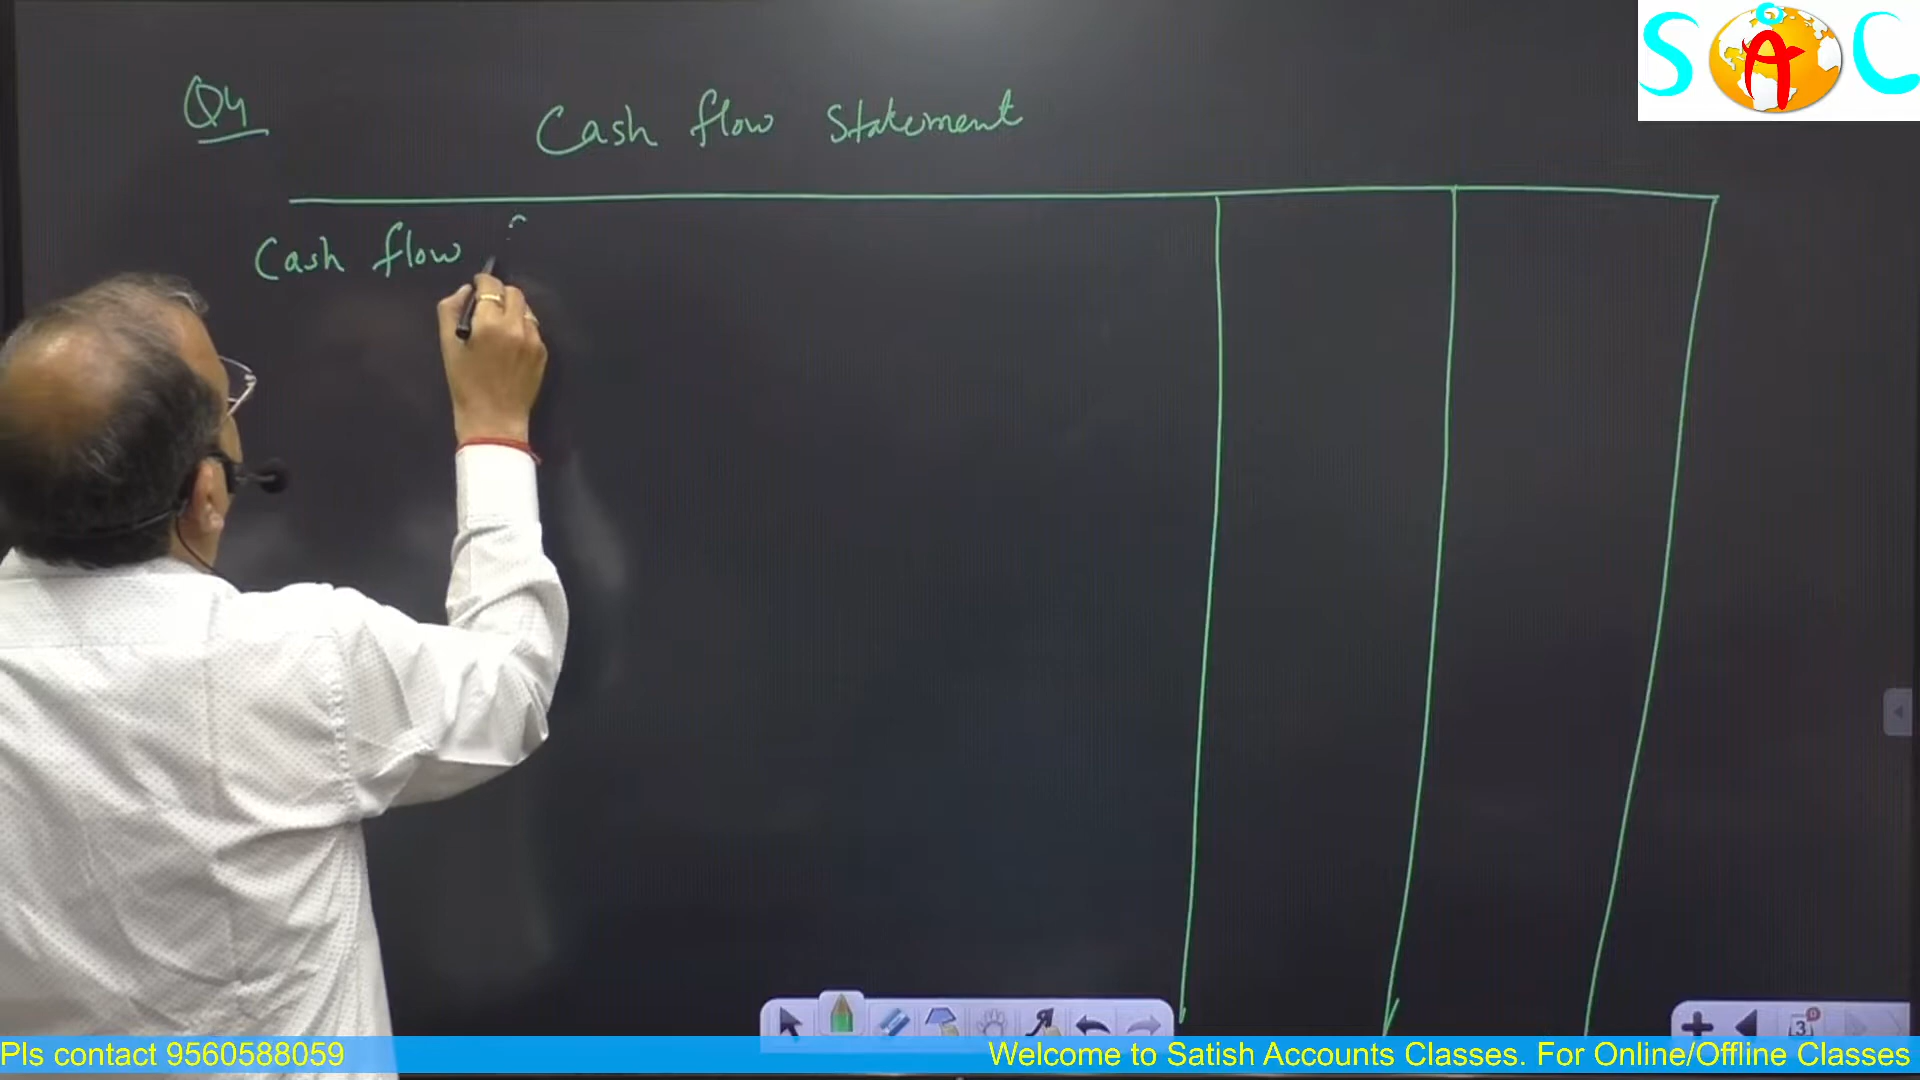 SAC
Q4
Cash flow Statement
Cash flow
3
Pls contact 9560588059
Welcome to Satish Accounts Classes. For Online/Offline Classes